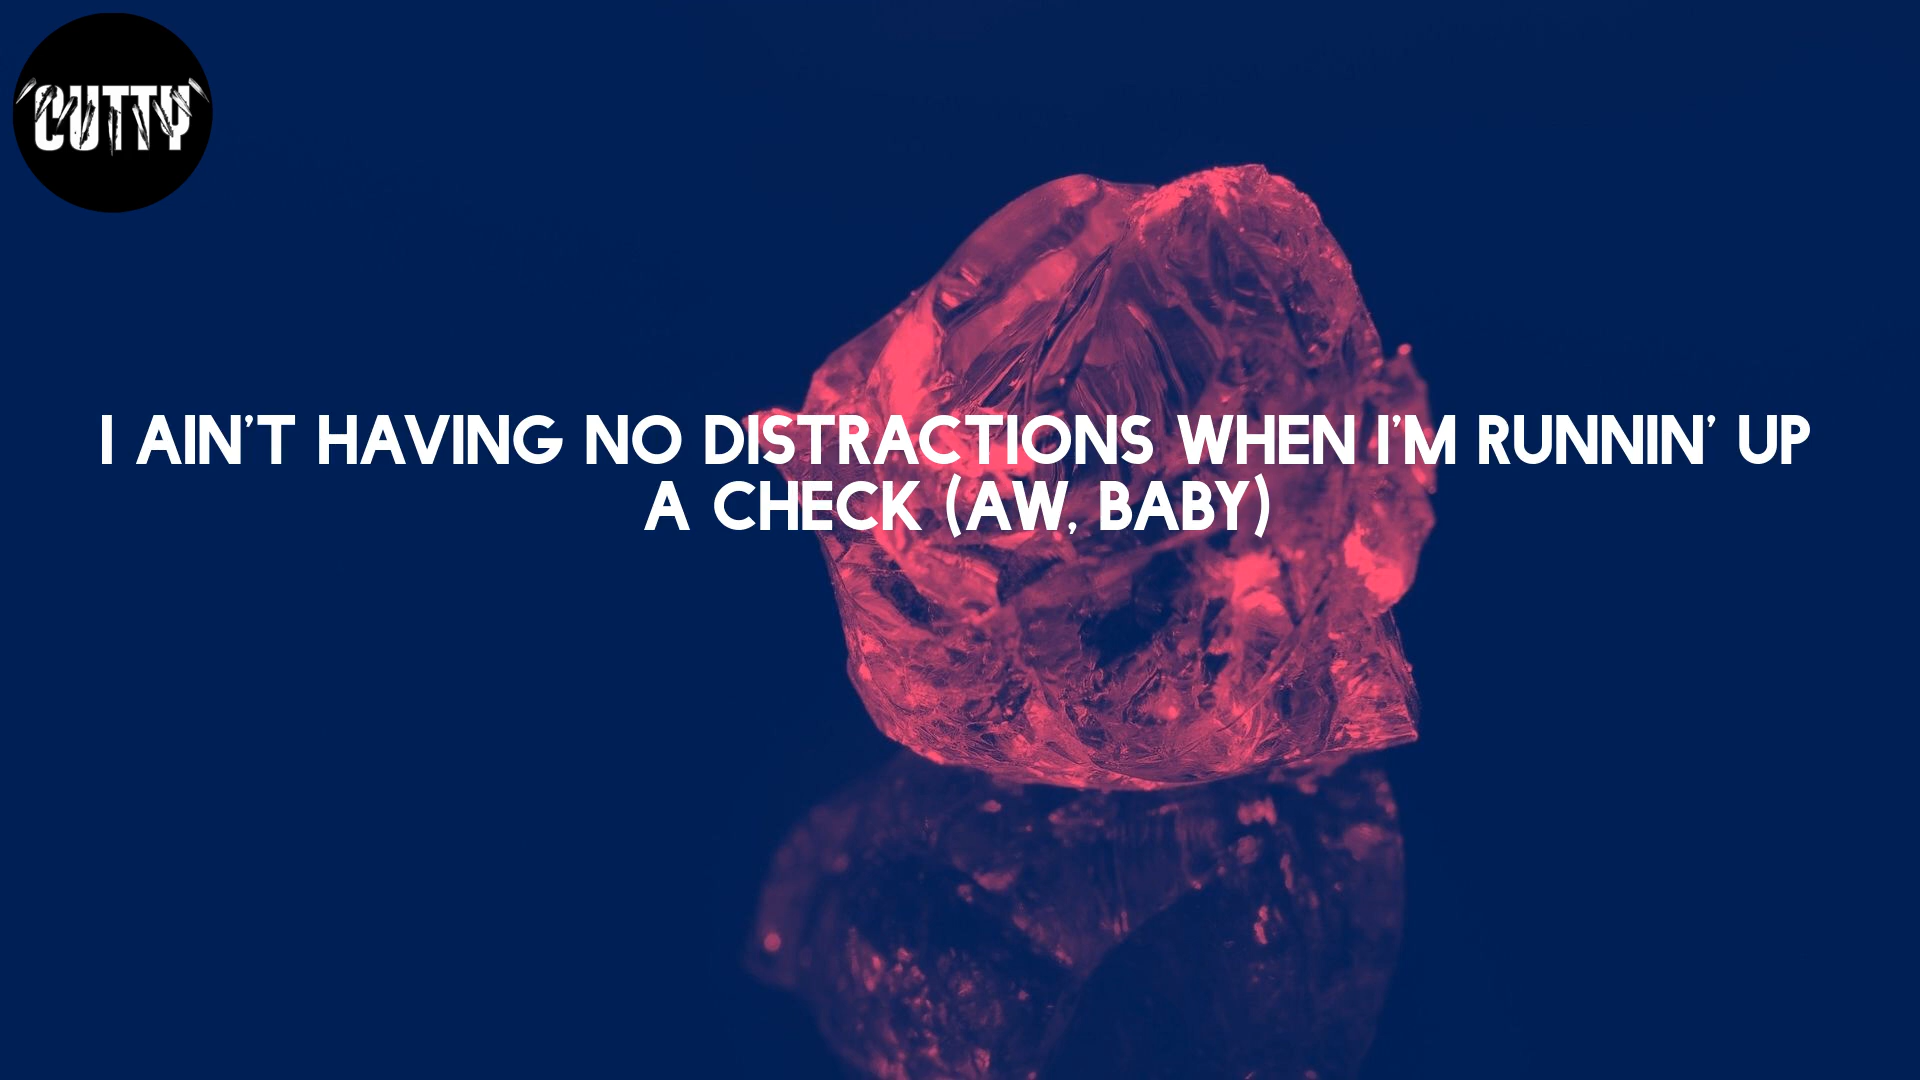 CUTTY
I AIN'T HAVING NO DISTRACTIONS WHEN I'M RUNNIN' UP
A CHECK (AW, BABY)